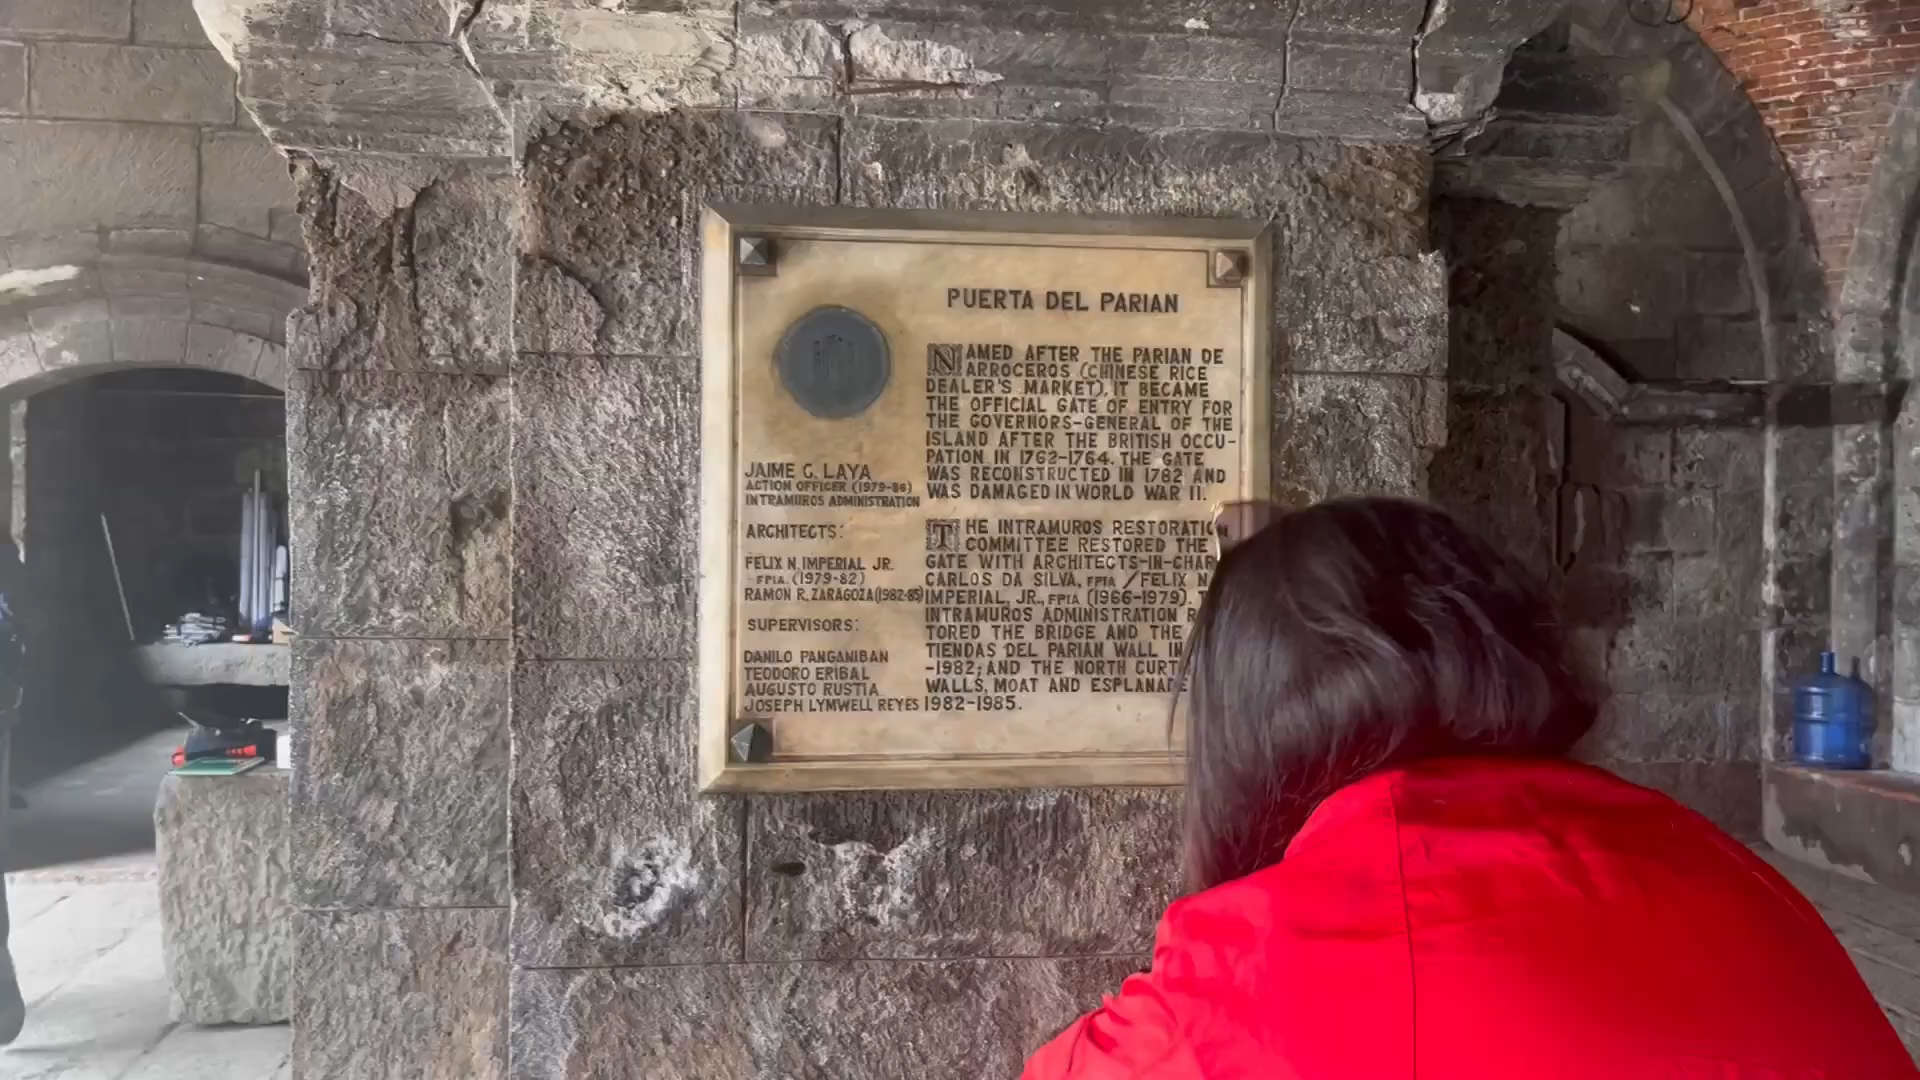 PUERTA DEL PARIAN
NAMED AFTER THE PARIAN DE
ARROCEROS (CHINESE RICE
DEALER'S MARKET), IT BECAME
THE OFFICIAL GATE OF ENTRY FOR
THE GOVERNORS-GENERAL OF THE
ISLAND AFTER THE BRITISH OCCU-
PATION IN 1762-1764. THE GATE
WAS RECONSTRUCTED IN 1782 AND
WAS DAMAGED IN WORLD WAR II.
THE INTRAMUROS RESTORATION
COMMITTEE RESTORED THE
GATE WITH ARCHITECTS-IN-CHAR
CARLOS DA SILVA, FPIA / FELIX N
IMPERIAL, JR., FPIA (1966-1979). T
INTRAMUROS ADMINISTRATION R
TORED THE BRIDGE AND THE
TIENDAS DEL PARIAN WALL IN
-1982; AND THE NORTH CURT
WALLS, MOAT AND ESPLANADE
1982-1985.
JAIME C. LAYA
ACTION OFFICER (1979-86)
INTRAMUROS ADMINISTRATION
ARCHITECTS:
FELIX N. IMPERIAL JR.
FPIA. (1979-82)
RAMON R. ZARAGOZA (1982-85)
SUPERVISORS:
DANILO PANGANIBAN
TEODORO ERIBAL
AUGUSTO RUSTIA
JOSEPH LYMWELL REYES